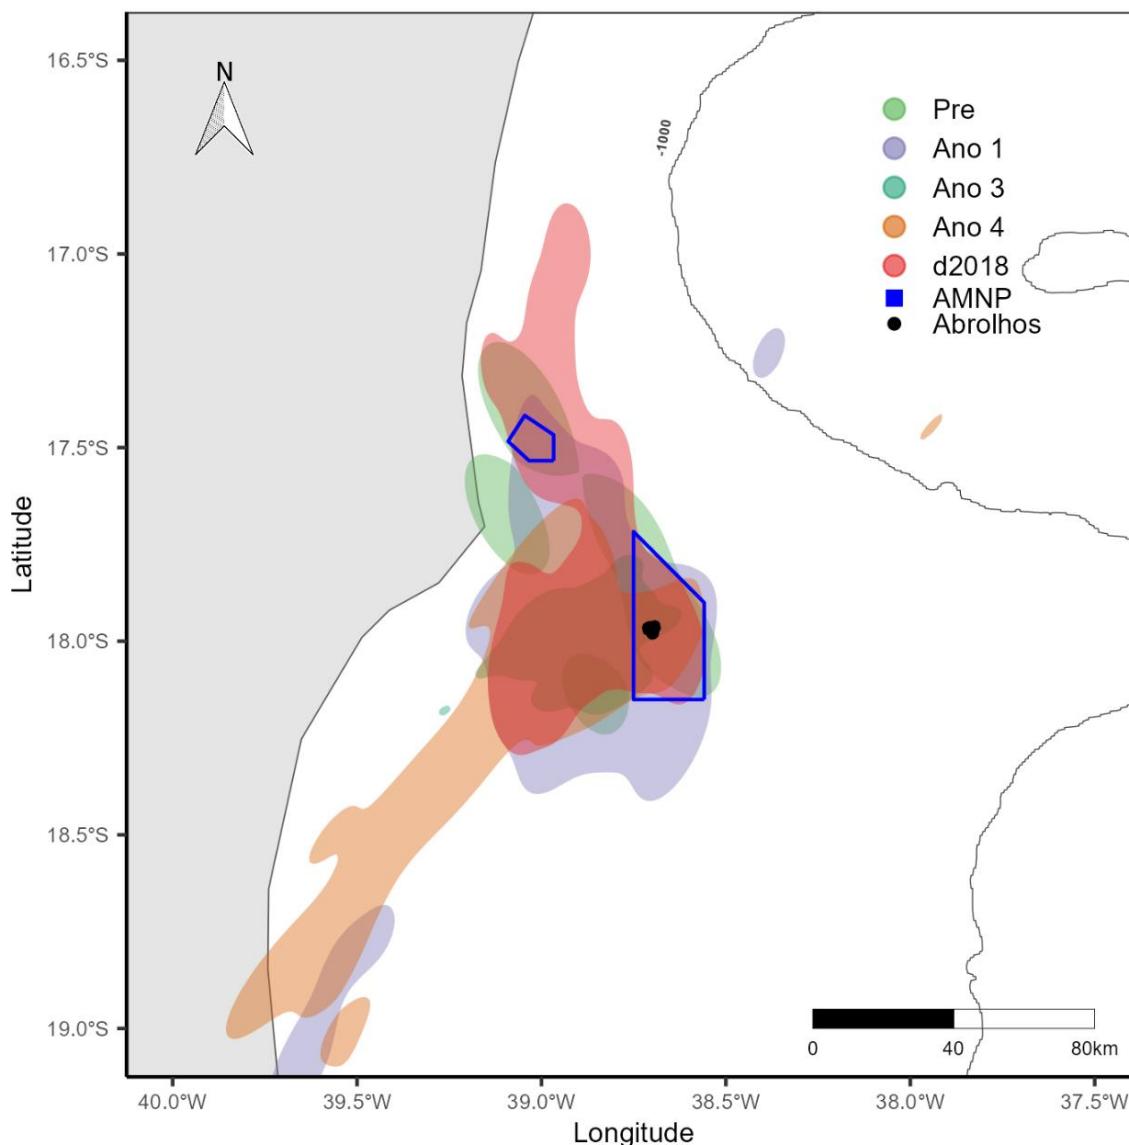 N
-1000
Pre
Ano 1
Ano 3
Ano 4
d2018
AMNP
Abrolhos
16.5°S
17.0°S
17.5°S
18.0°S
18.5°S
19.0°S
Latitude
0 40 80km
40.0°W 39.5°W 39.0°W 38.5°W 38.0°W 37.5°W
Longitude